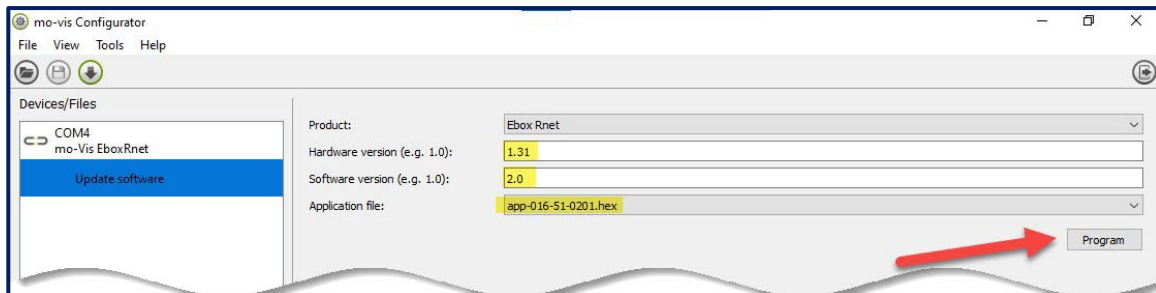 mo-vis Configurator
File View Tools Help
Devices/Files
COM4
mo-Vis EboxRnet
Update software
Product: Ebox Rnet
Hardware version (e.g. 1.0): 1.31
Software version (e.g. 1.0): 2.0
Application file: app-016-51-0201.hex
Program